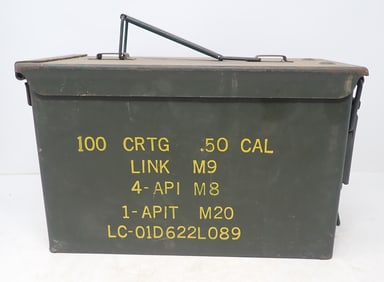 100 CRTG .50 CAL
LINK M9
4-API M8
1-APIT M20
LC-01D622L089